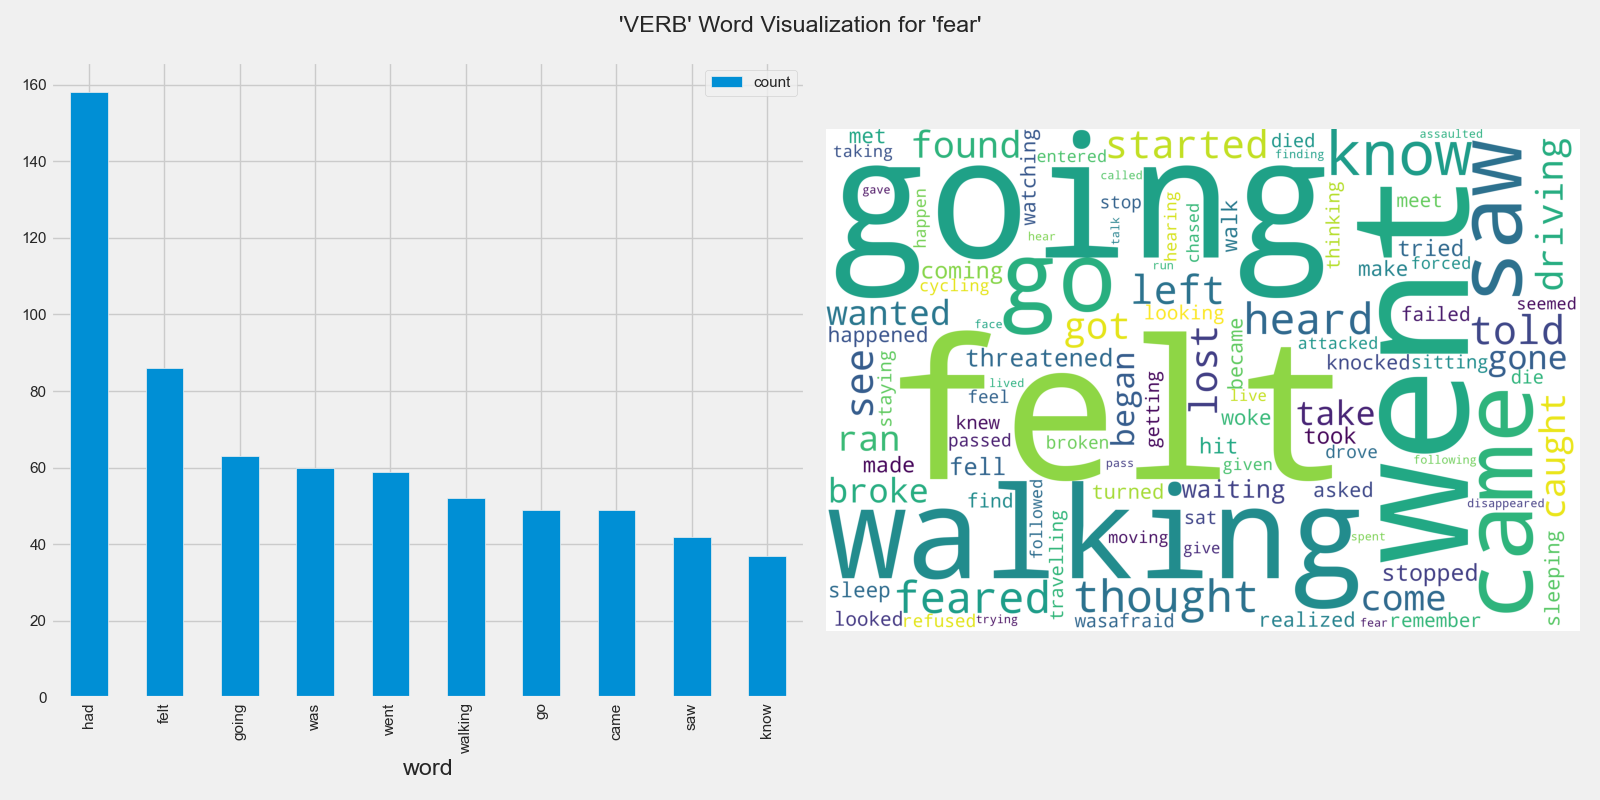 'VERB' Word Visualization for 'fear'
count
160
140
120
100
80
60
40
20
0
had
felt
going
was
went
walking
go
came
saw
know
word
met
found
watching
entered
started
died
finding
know
assaulted
saw
driving
taking
going
gave
called
happen
hear
stop
talk
hearing
chased
walk
thinking
went
meet
tried
coming
cycling
go
run
left
make
forced
wanted
happened
face
got
looking
heard
failed
seemed
told
attacked
see
staying
felt
threatened
lived
feel
began
getting
lost
became
live
knocked
sitting
gone
die
ran
knew
passed
broken
woke
take
took
came
caught
made
fell
pass
hit
given
drove
following
broke
find
followed
turned
waiting
asked
disappeared
walking
sat
moving
give
spent
sleeping
sleep
feared
travelling
thought
stopped
come
looked
refused
trying
wasafraid
realized
fear
remember